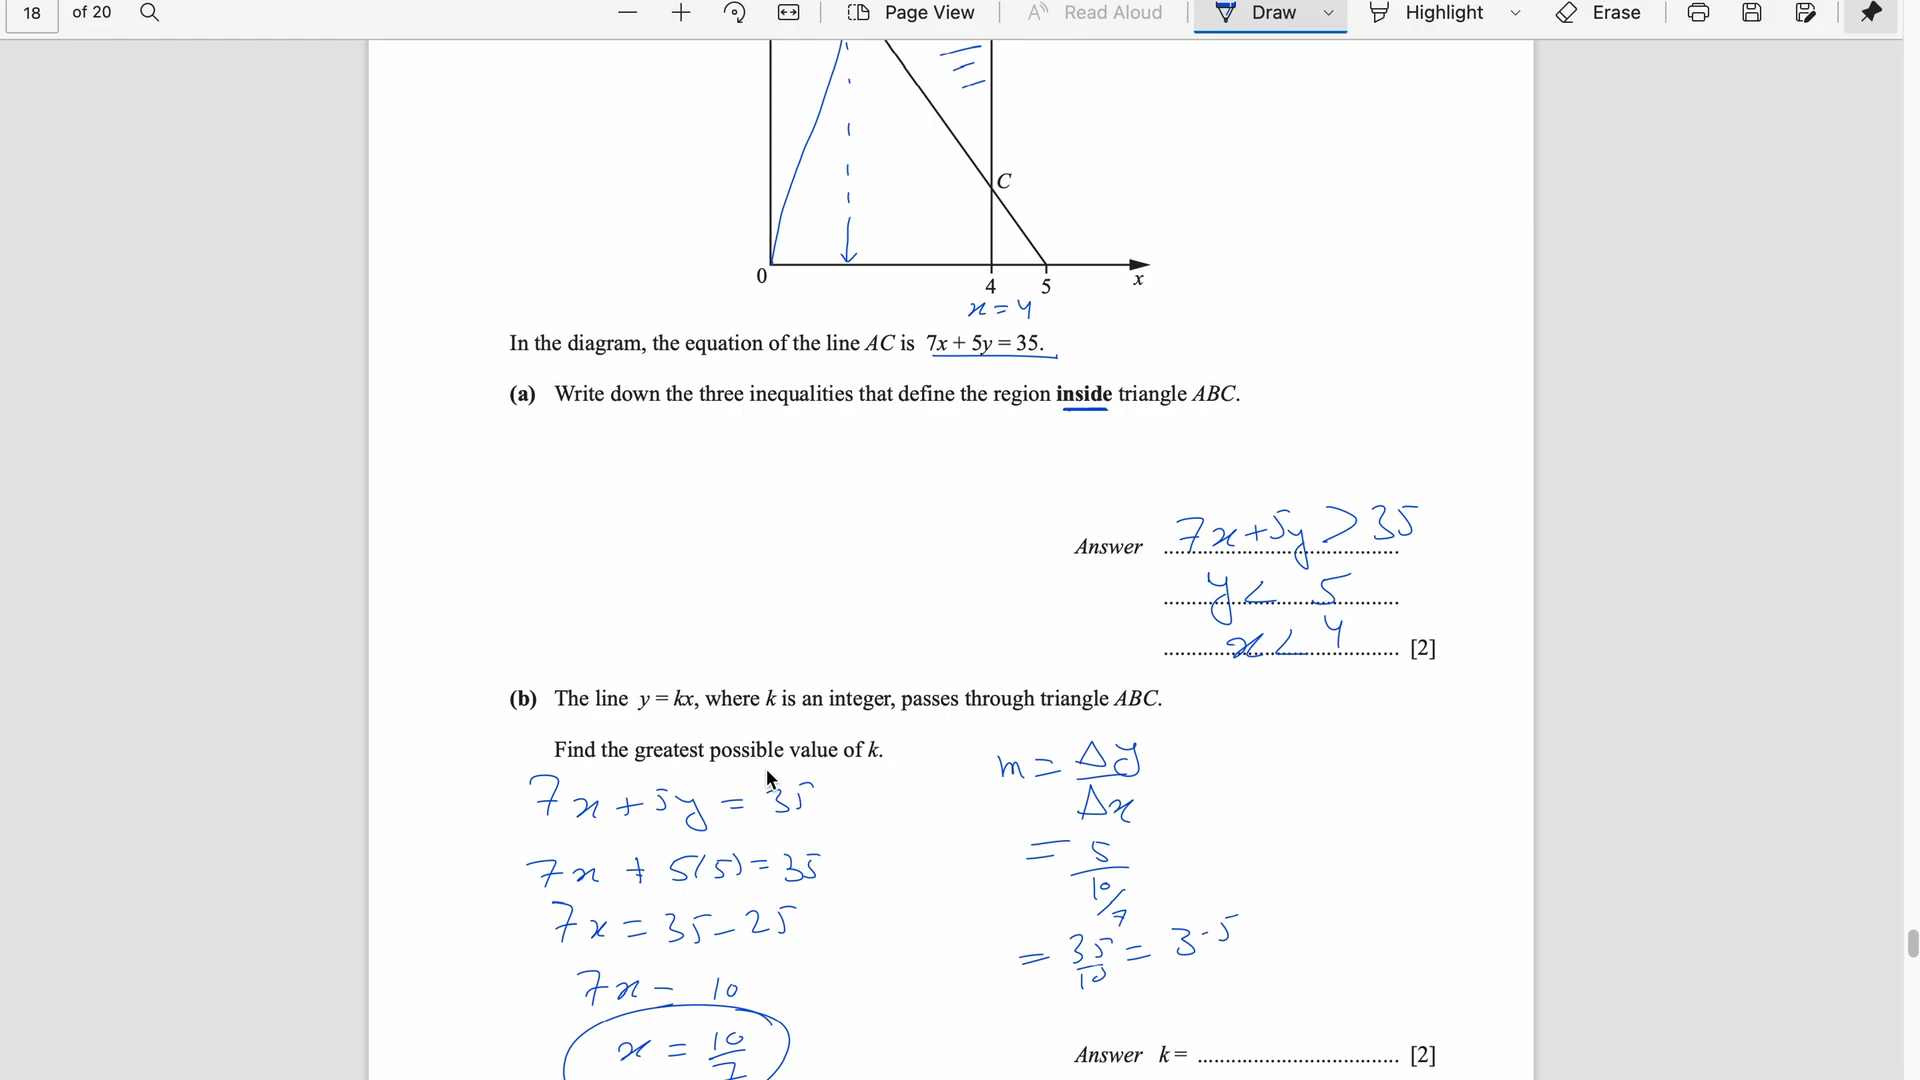 18 of 20 Page View Read Aloud Draw Highlight Erase
C
0
4 5 x
x = 4
In the diagram, the equation of the line AC is 7x + 5y = 35.
(a) Write down the three inequalities that define the region inside triangle ABC.
Answer 7x+5y > 35
y < 5
x < 4 [2]
(b) The line y = kx, where k is an integer, passes through triangle ABC.
Find the greatest possible value of k.
7x + 5y = 35
7x + 5(5) = 35
7x = 35 - 25
7x = 10
x = 10/7
m = Δy/Δx
= 5/(10/7)
= 35/10 = 3.5
Answer k = ........................................ [2]